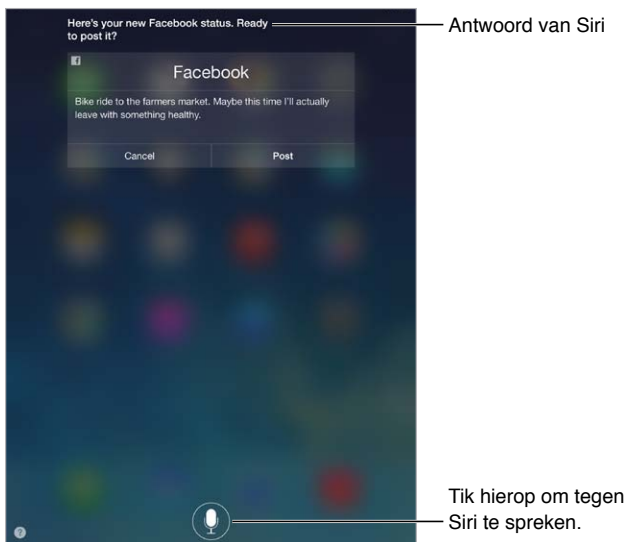 Here's your new Facebook status. Ready
to post it?
Antwoord van Siri
Facebook
Bike ride to the farmers market. Maybe this time I'll actually
leave with something healthy.
Cancel
Post
Tik hierop om tegen
Siri te spreken.
?